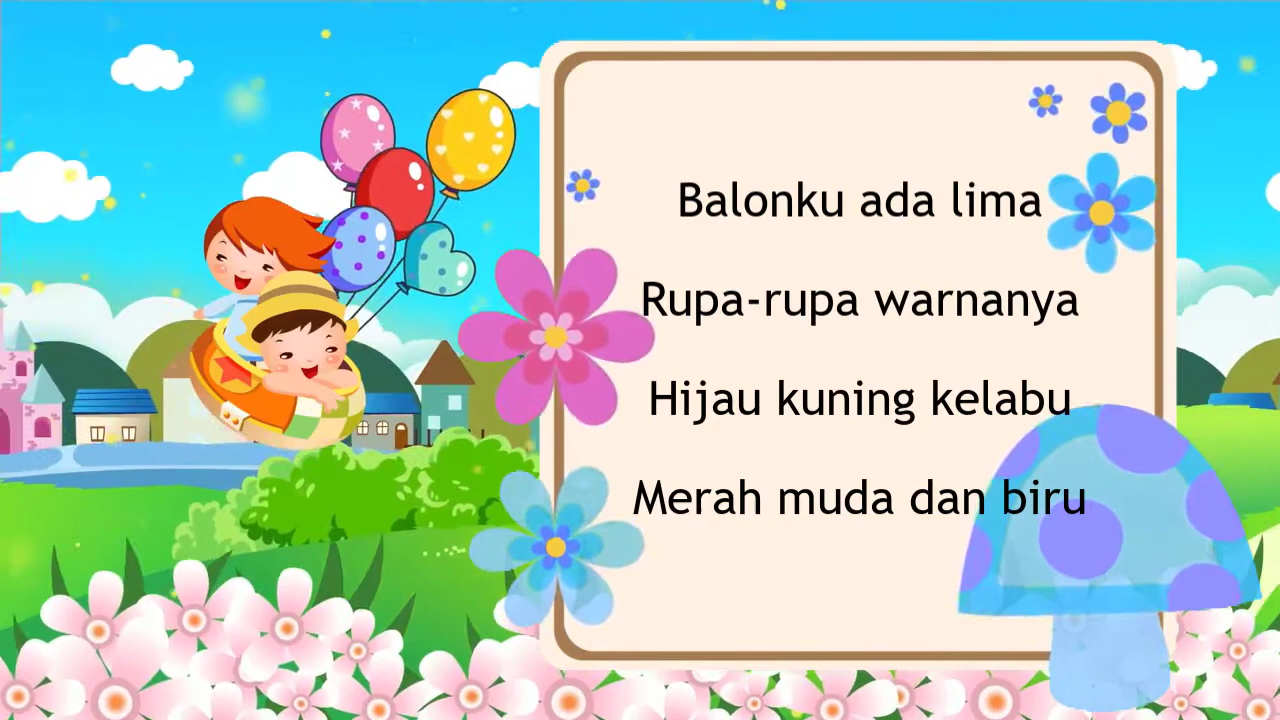 Balonku ada lima
Rupa-rupa warnanya
Hijau kuning kelabu
Merah muda dan biru